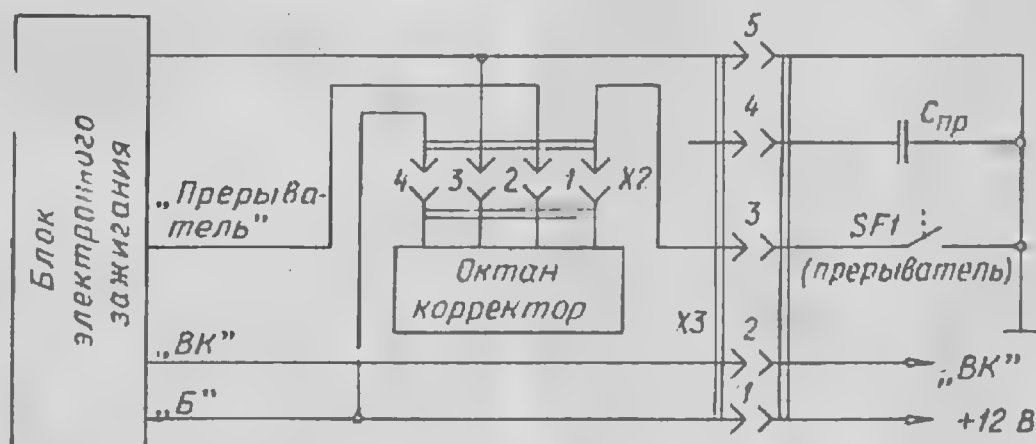 Блок
электронного
зажигания
„Прерыва-
тель”
„ВК”
„Б”
4
3
2
1
X2
Октан
корректор
X3
5
4
3
2
1
Cпр
SF1
(прерыватель)
„ВК”
+12 В